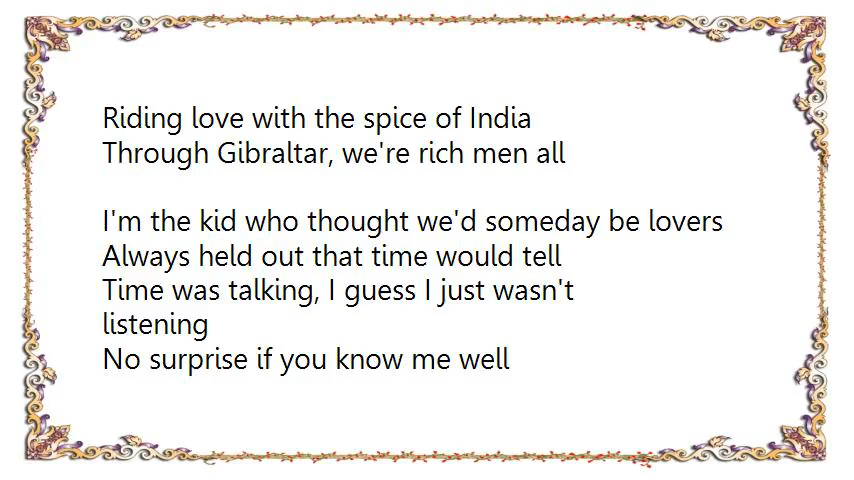 Riding love with the spice of India
Through Gibraltar, we're rich men all
I'm the kid who thought we'd someday be lovers
Always held out that time would tell
Time was talking, I guess I just wasn't
listening
No surprise if you know me well